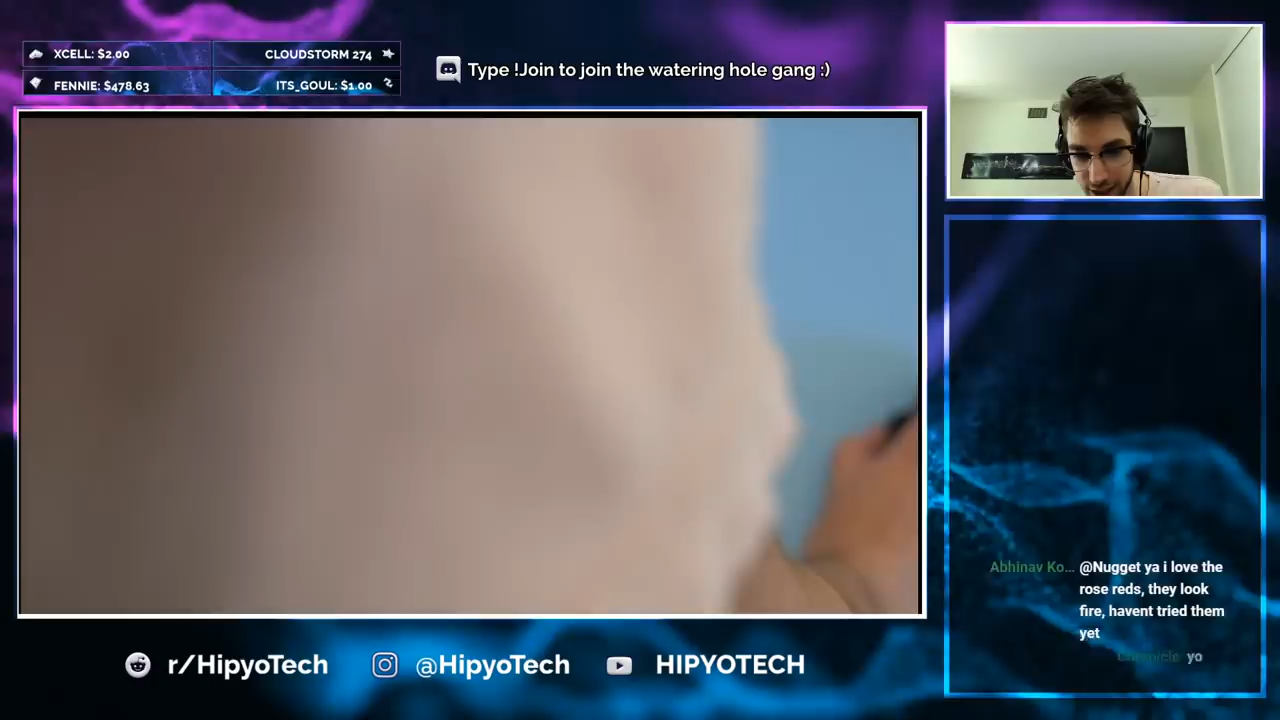 XCELL: $2.00
CLOUDSTORM 274
FENNIE: $478.63
ITS_GOUL: $1.00
Type !Join to join the watering hole gang :)
Abhinav Ko... @Nugget ya i love the
rose reds, they look
fire, havent tried them
yet
yo
r/HipyoTech
@HipyoTech
HIPYOTECH